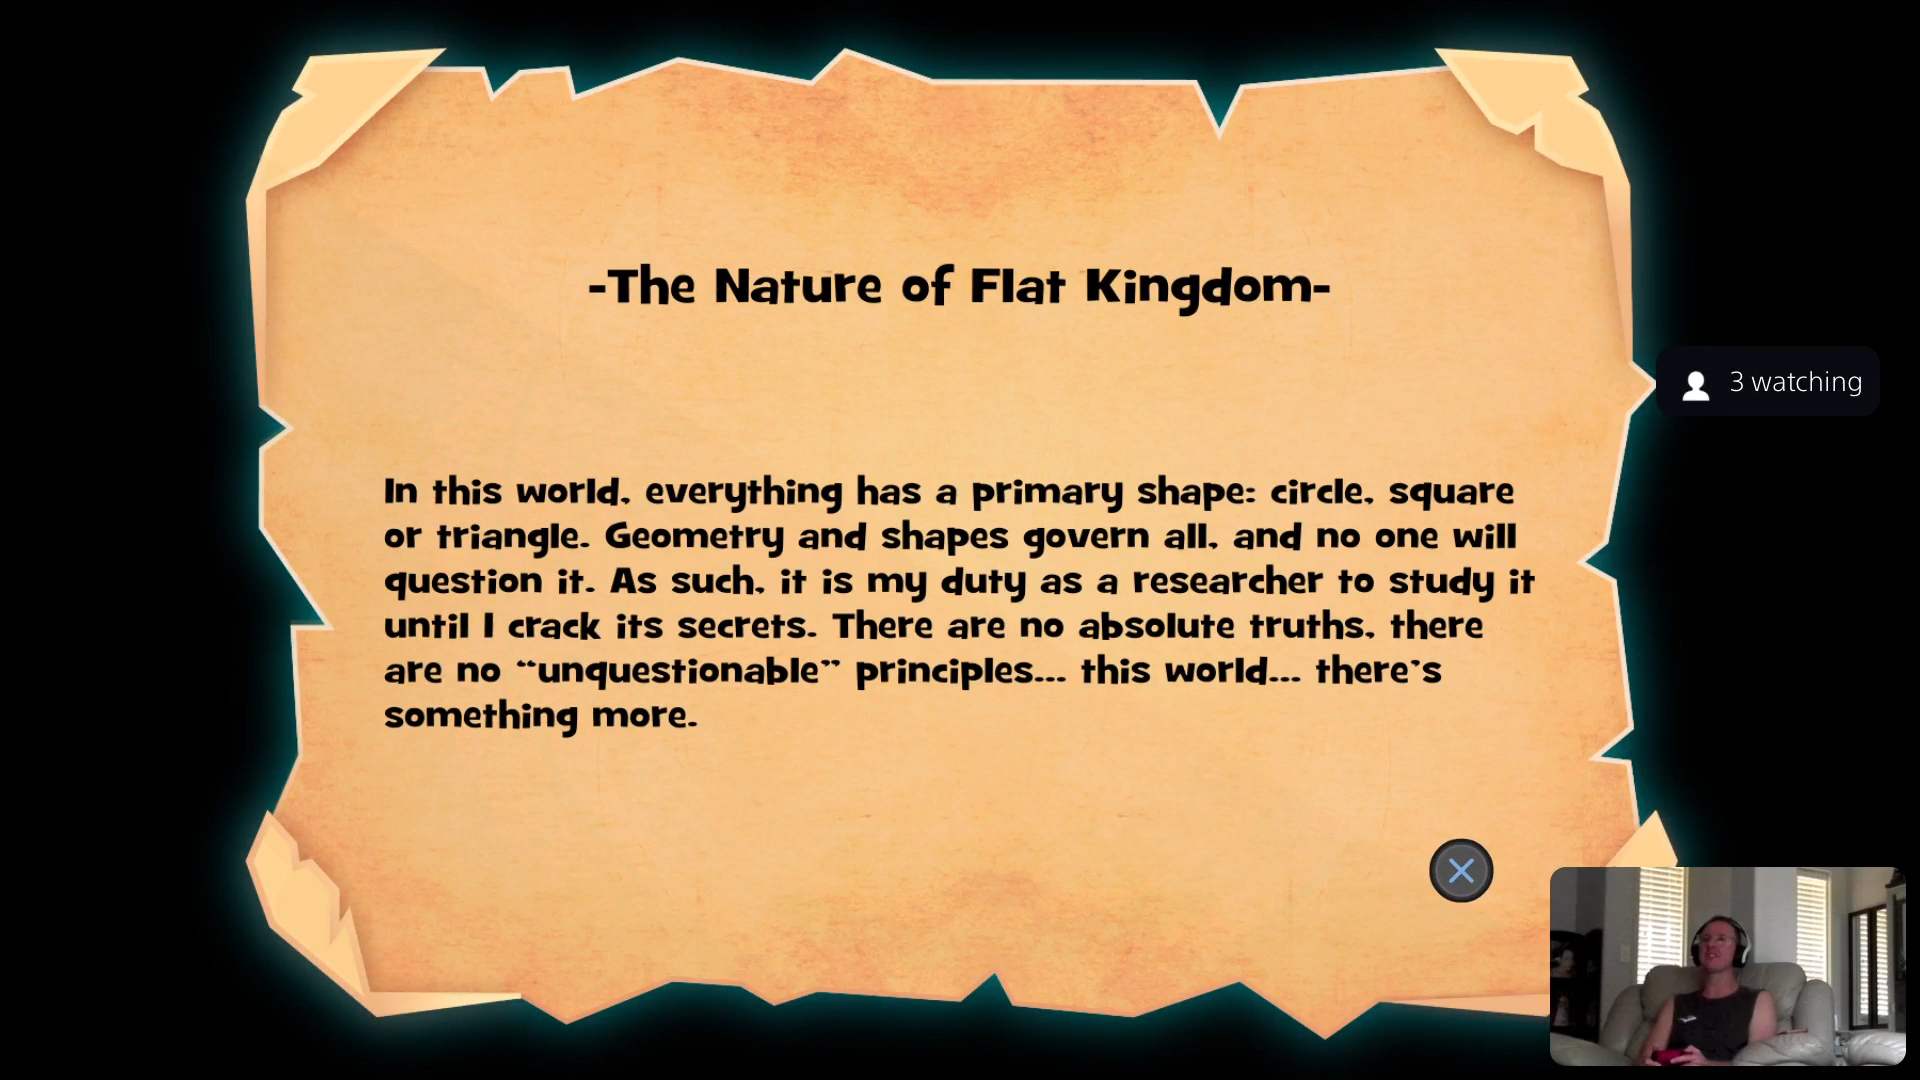 -The Nature of Flat Kingdom-
3 watching
In this world, everything has a primary shape: circle, square
or triangle. Geometry and shapes govern all, and no one will
question it. As such, it is my duty as a researcher to study it
until I crack its secrets. There are no absolute truths, there
are no “unquestionable” principles... this world... there's
something more.